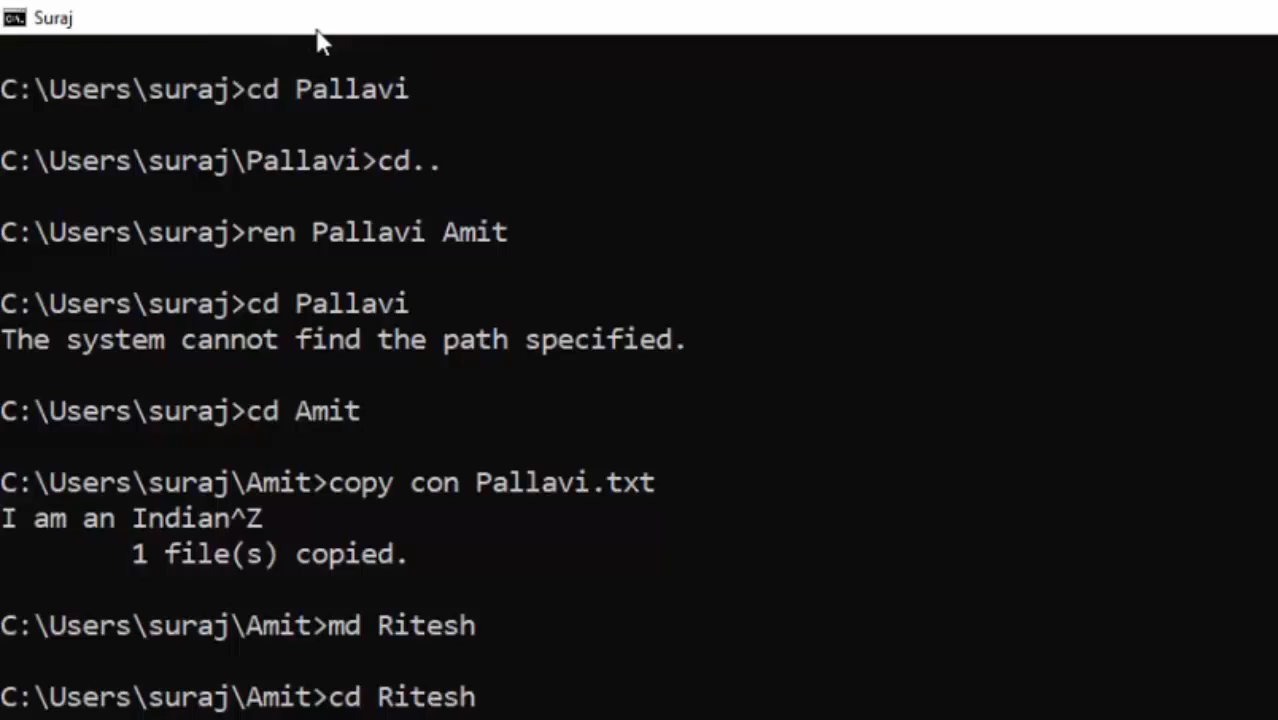 Suraj
C:\Users\suraj>cd Pallavi
C:\Users\suraj\Pallavi>cd..
C:\Users\suraj>ren Pallavi Amit
C:\Users\suraj>cd Pallavi
The system cannot find the path specified.
C:\Users\suraj>cd Amit
C:\Users\suraj\Amit>copy con Pallavi.txt
I am an Indian^Z
        1 file(s) copied.
C:\Users\suraj\Amit>md Ritesh
C:\Users\suraj\Amit>cd Ritesh